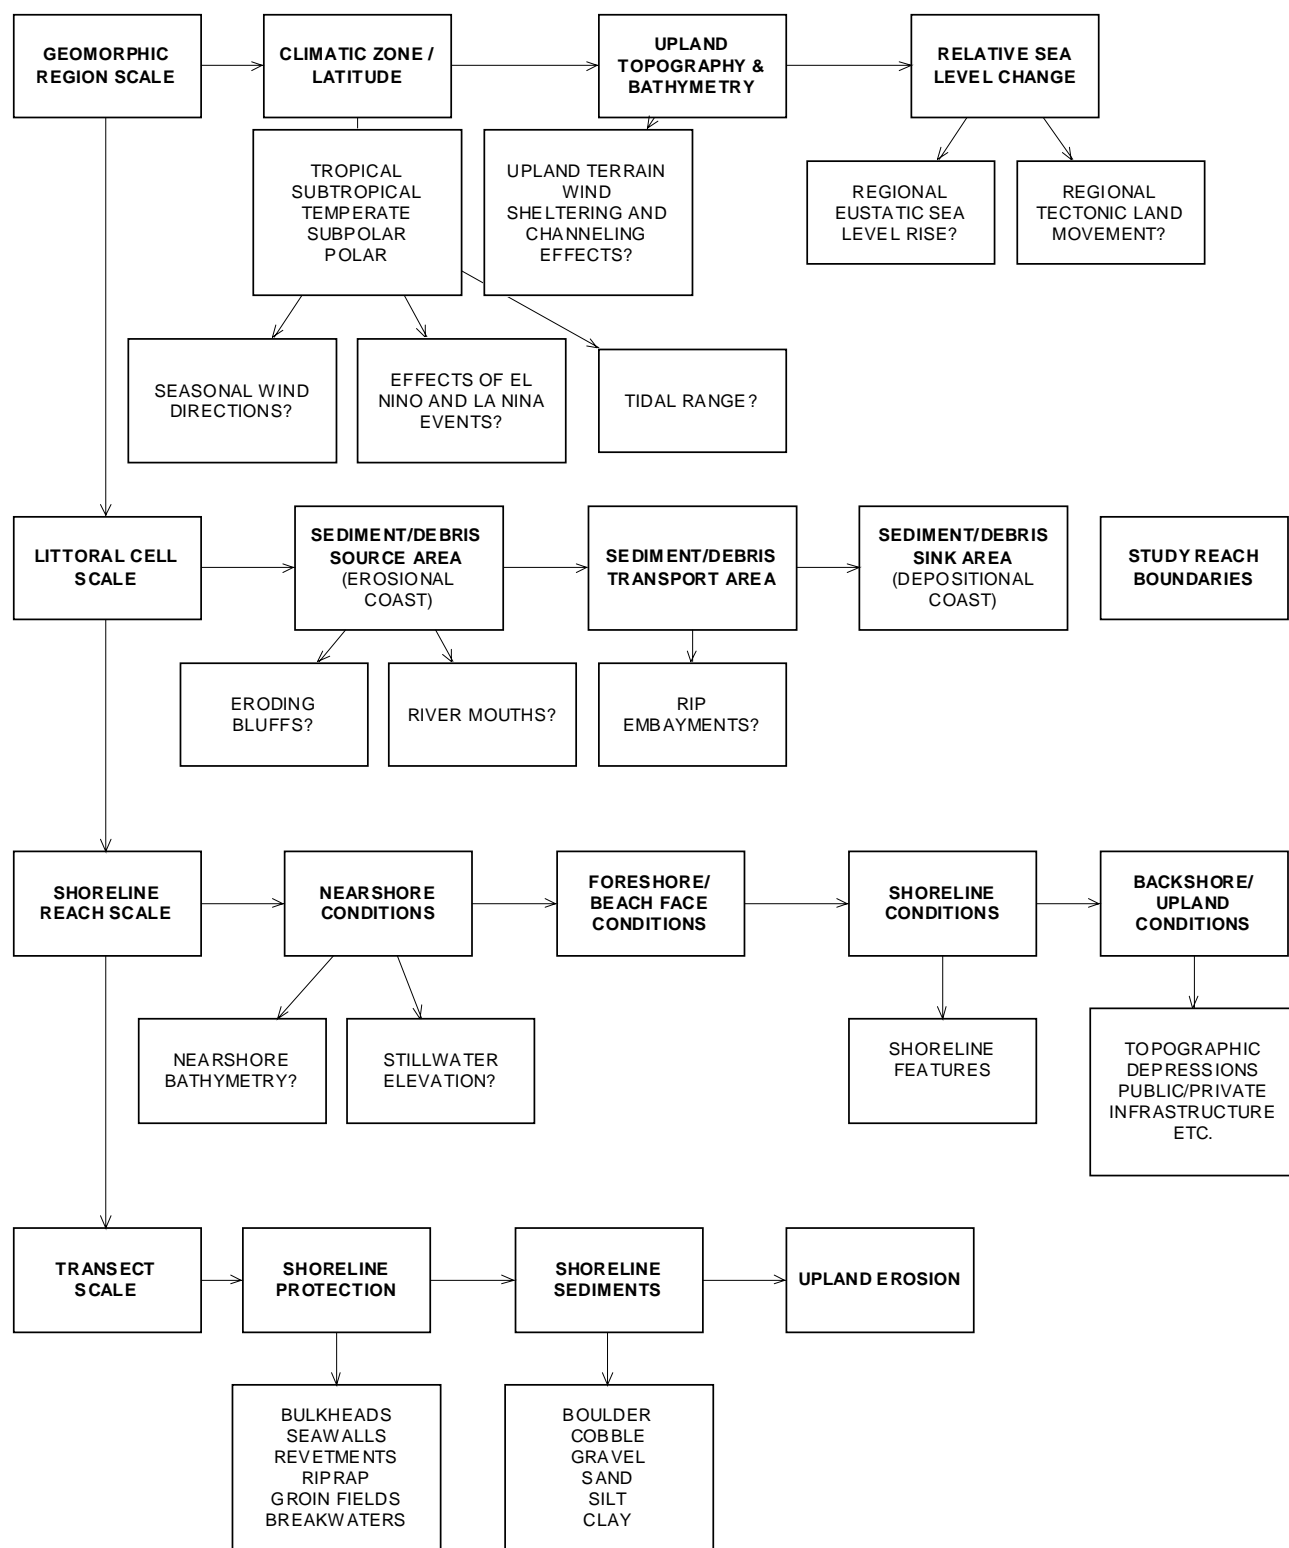 GEOMORPHIC
REGION SCALE
CLIMATIC ZONE /
LATITUDE
UPLAND
TOPOGRAPHY &
BATHYMETRY
RELATIVE SEA
LEVEL CHANGE
TROPICAL
SUBTROPICAL
TEMPERATE
SUBPOLAR
POLAR
UPLAND TERRAIN
WIND
SHELTERING AND
CHANNELING
EFFECTS?
REGIONAL
EUSTATIC SEA
LEVEL RISE?
REGIONAL
TECTONIC LAND
MOVEMENT?
SEASONAL WIND
DIRECTIONS?
EFFECTS OF EL
NINO AND LA NINA
EVENTS?
TIDAL RANGE?
LITTORAL CELL
SCALE
SEDIMENT/DEBRIS
SOURCE AREA
(EROSIONAL
COAST)
SEDIMENT/DEBRIS
TRANSPORT AREA
SEDIMENT/DEBRIS
SINK AREA
(DEPOSITIONAL
COAST)
STUDY REACH
BOUNDARIES
ERODING
BLUFFS?
RIVER MOUTHS?
RIP
EMBAYMENTS?
SHORELINE
REACH SCALE
NEARSHORE
CONDITIONS
FORESHORE/
BEACH FACE
CONDITIONS
SHORELINE
CONDITIONS
BACKSHORE/
UPLAND
CONDITIONS
NEARSHORE
BATHYMETRY?
STILLWATER
ELEVATION?
SHORELINE
FEATURES
TOPOGRAPHIC
DEPRESSIONS
PUBLIC/PRIVATE
INFRASTRUCTURE
ETC.
TRANSECT
SCALE
SHORELINE
PROTECTION
SHORELINE
SEDIMENTS
UPLAND EROSION
BULKHEADS
SEAWALLS
REVETMENTS
RIPRAP
GROIN FIELDS
BREAKWATERS
BOULDER
COBBLE
GRAVEL
SAND
SILT
CLAY